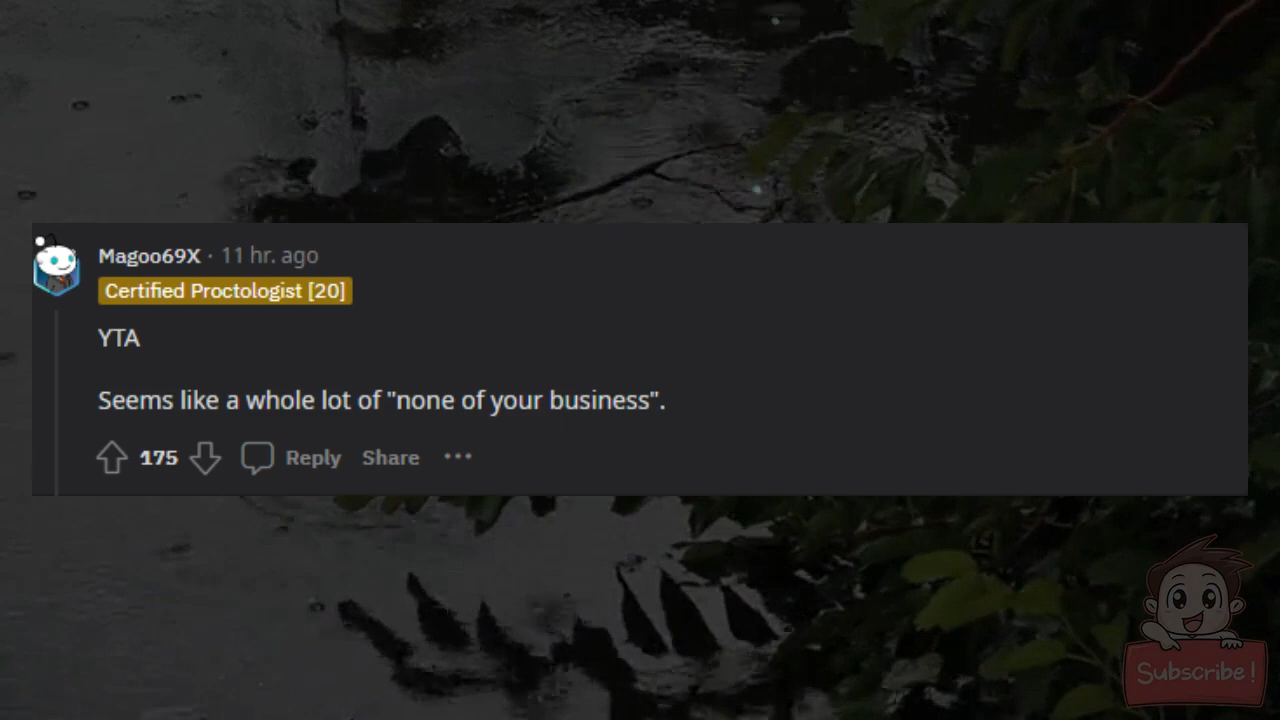 Magoo69X · 11 hr. ago
Certified Proctologist [20]
YTA
Seems like a whole lot of "none of your business".
175 Reply Share ···
Subscribe!